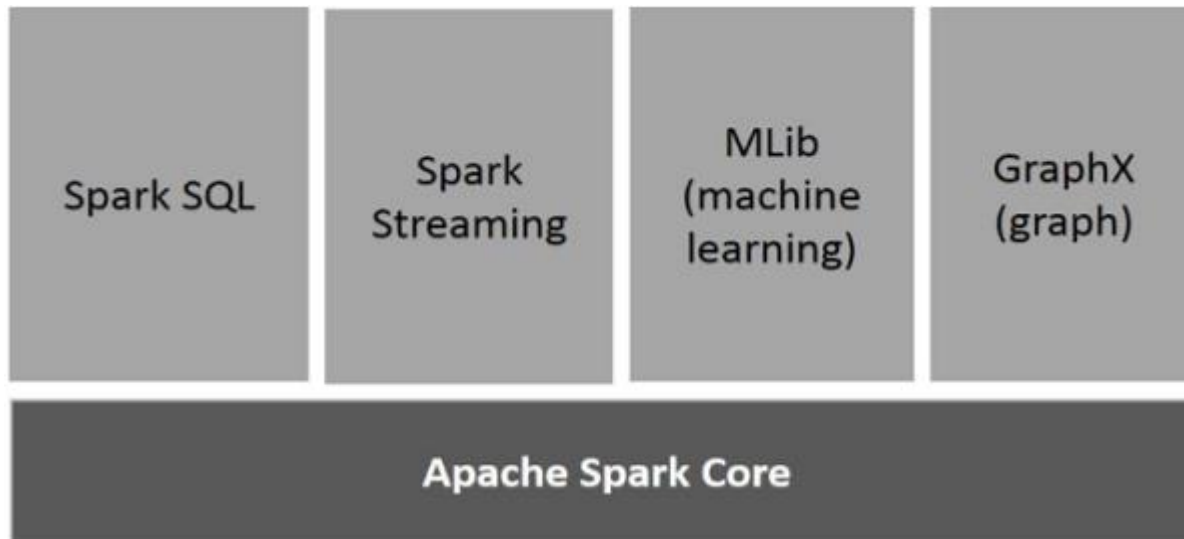 Spark SQL
Spark
Streaming
MLib
(machine
learning)
GraphX
(graph)
Apache Spark Core